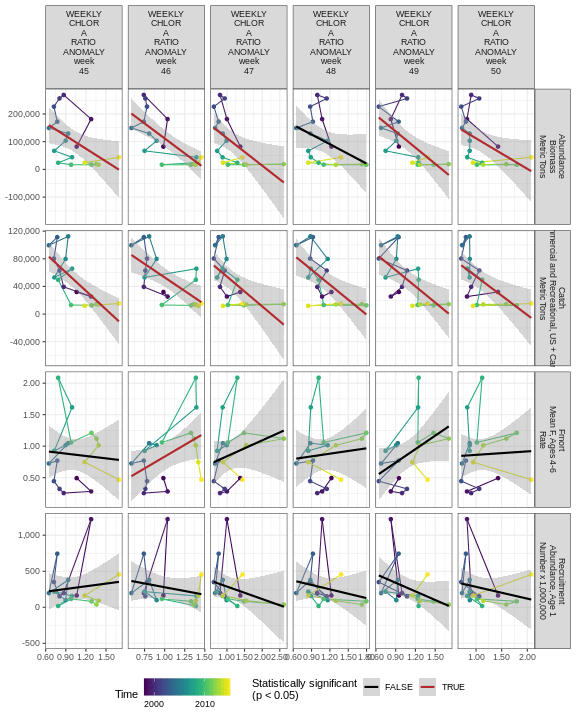 WEEKLY CHLOR A RATIO ANOMALY week 45
WEEKLY CHLOR A RATIO ANOMALY week 46
WEEKLY CHLOR A RATIO ANOMALY week 47
WEEKLY CHLOR A RATIO ANOMALY week 48
WEEKLY CHLOR A RATIO ANOMALY week 49
WEEKLY CHLOR A RATIO ANOMALY week 50
200,000
100,000
0
-100,000
Abundance
Biomass
Metric Tons
120,000
80,000
40,000
0
-40,000
Catch
mercial and Recreational, US + Ca
Metric Tons
2.00
1.50
1.00
0.50
Fmort
Mean F, Ages 4-6
Rate
1,000
500
0
-500
Recruitment
Abundance, Age 1
Number x 1,000,000
0.60 0.90 1.20 1.50
0.75 1.00 1.25 1.50
1.00 1.50 2.00 2.50
0.60 0.90 1.20 1.50
0.60 0.90 1.20 1.50
1.00 1.50 2.00
Time
2000 2010
Statistically significant
(p < 0.05)
FALSE
TRUE